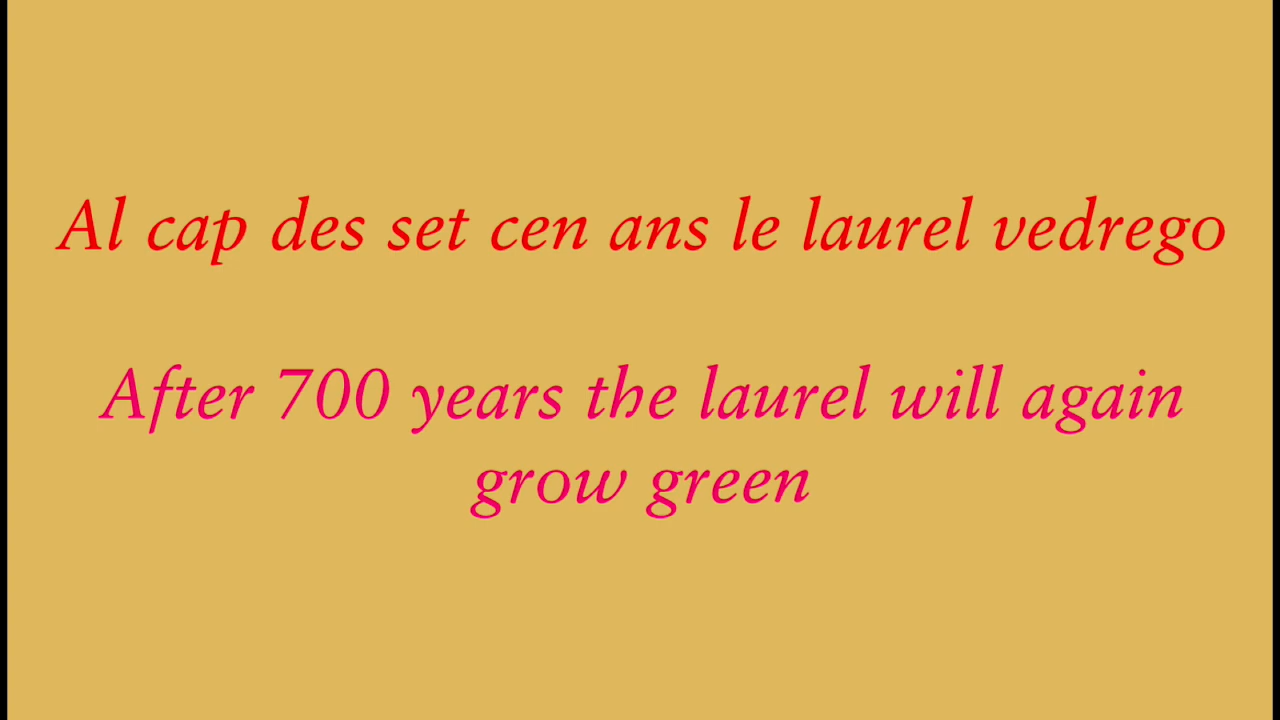 Al cap des set cen ans le laurel vedrego
After 700 years the laurel will again
grow green